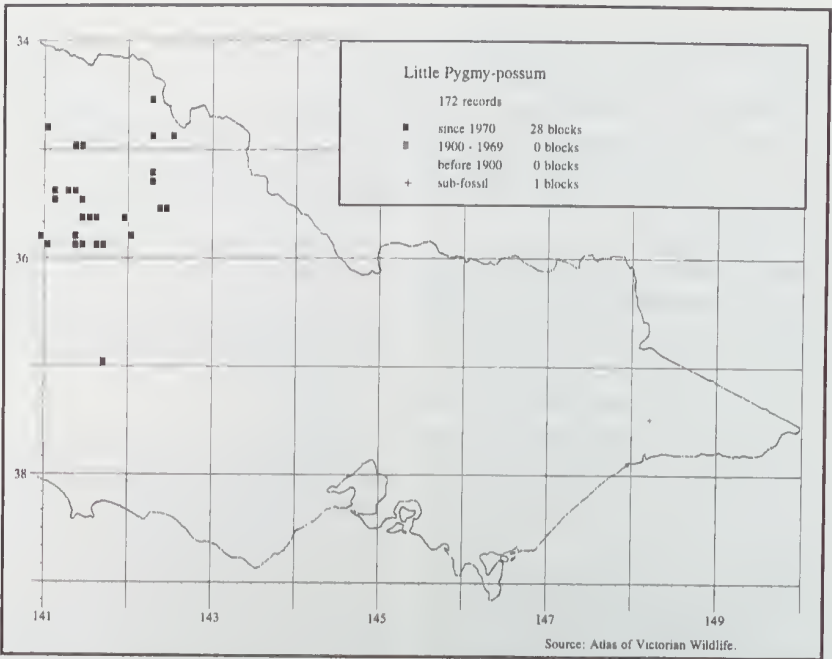 34
Little Pygmy-possum
172 records
since 1970 28 blocks
1900 - 1969 0 blocks
before 1900 0 blocks
+ sub-fossil 1 blocks
36
38
141 143 145 147 149
Source: Atlas of Victorian Wildlife.